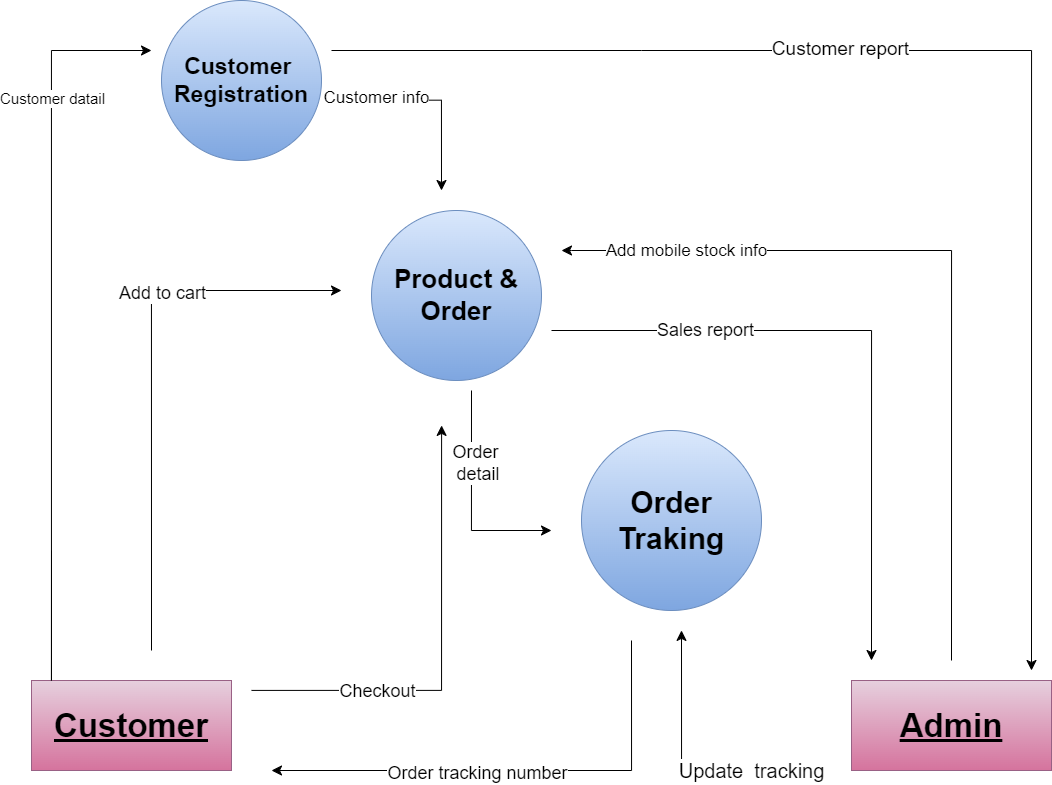 Customer
Registration
Customer report
Customer datail
Customer info
Product &
Order
Add mobile stock info
Add to cart
Sales report
Order
detail
Order
Traking
Checkout
Customer
Admin
Order tracking number
Update  tracking